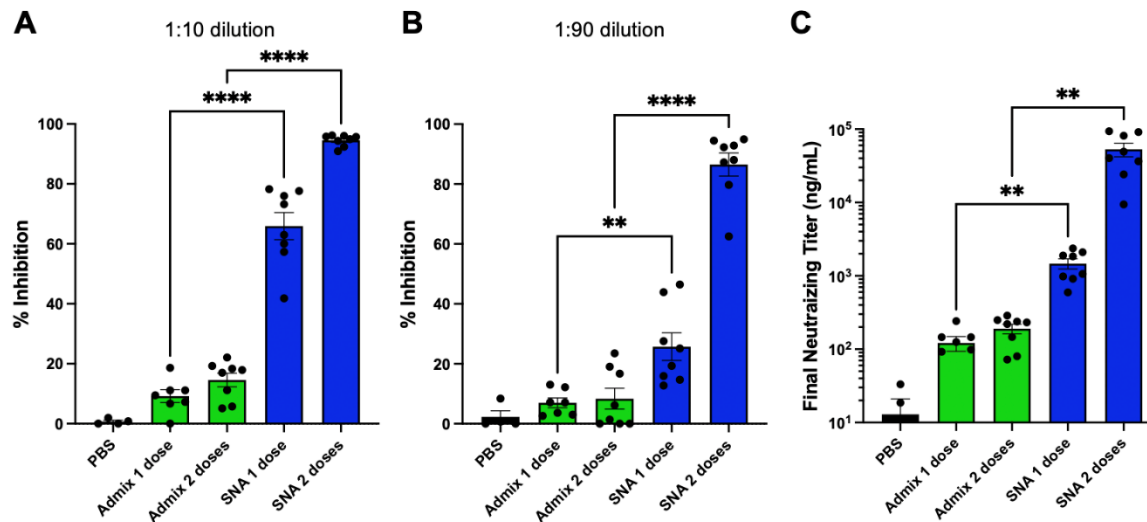 A
1:10 dilution
****
****
% Inhibition
100
80
60
40
20
0
PBS
Admix 1 dose
Admix 2 doses
SNA 1 dose
SNA 2 doses
B
1:90 dilution
****
**
% Inhibition
100
80
60
40
20
0
PBS
Admix 1 dose
Admix 2 doses
SNA 1 dose
SNA 2 doses
C
**
**
Final Neutraizing Titer (ng/mL)
10⁵
10⁴
10³
10²
10¹
PBS
Admix 1 dose
Admix 2 doses
SNA 1 dose
SNA 2 doses